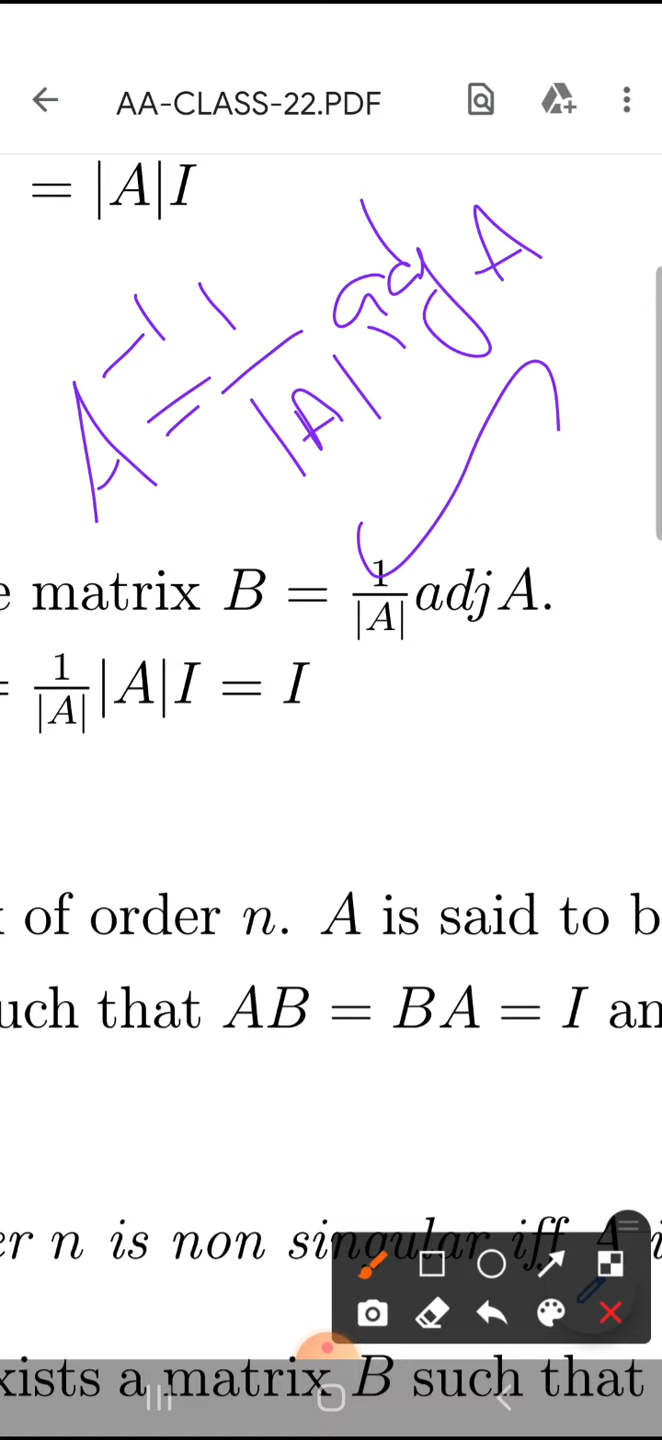 AA-CLASS-22.PDF
= |A|I
A⁻¹ = 1/|A| adj A
e matrix B = 1/|A| adj A.
= 1/|A| |A|I = I
of order n. A is said to b
uch that AB = BA = I an
er n is non singular iff A i
xists a matrix B such that